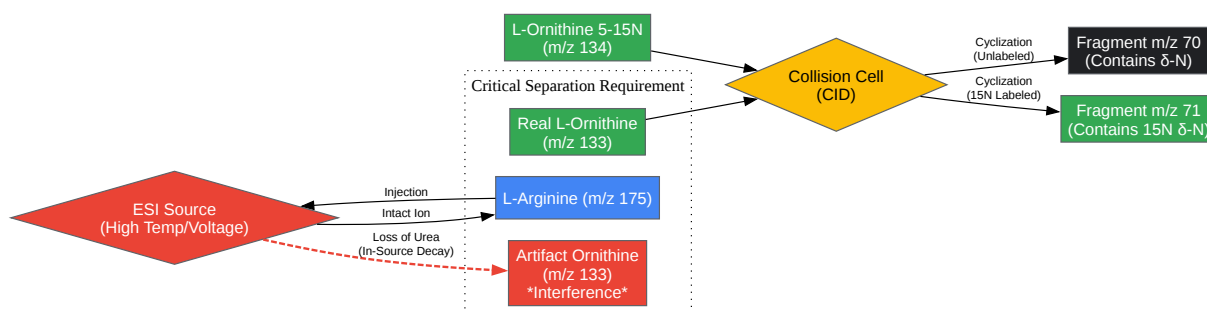 L-Ornithine 5-15N
(m/z 134)
Critical Separation Requirement
Real L-Ornithine
(m/z 133)
Collision Cell
(CID)
Cyclization
(Unlabeled)
Fragment m/z 70
(Contains δ-N)
Cyclization
(15N Labeled)
Fragment m/z 71
(Contains 15N δ-N)
ESI Source
(High Temp/Voltage)
Injection
Intact Ion
Loss of Urea
(In-Source Decay)
L-Arginine (m/z 175)
Artifact Ornithine
(m/z 133)
*Interference*